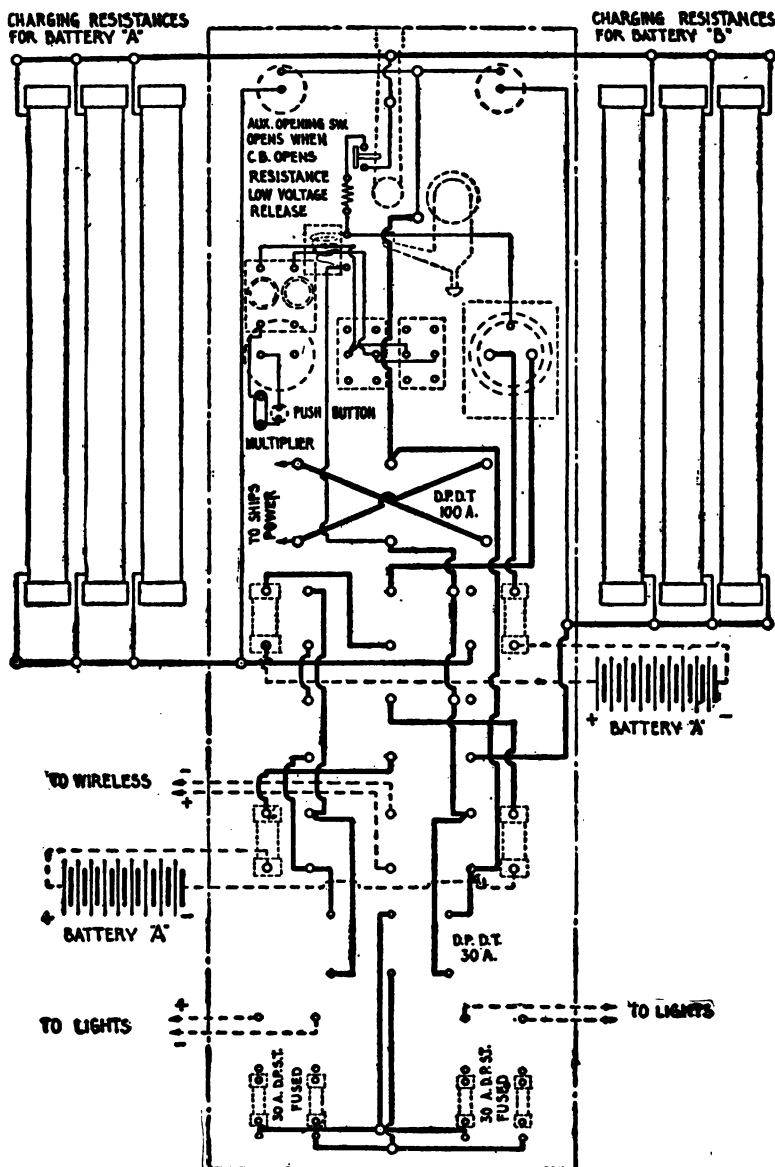 CHARGING RESISTANCES
FOR BATTERY "A"
CHARGING RESISTANCES
FOR BATTERY "B"
AUX. OPENING SW.
OPENS WHEN
C.B. OPENS
RESISTANCE
LOW VOLTAGE
RELEASE
PUSH BUTTON
MULTIPLIER
TO SHIPS
POWER
D.P.D.T
100 A.
+ -
BATTERY "A"
TO WIRELESS
-
+
+ -
BATTERY "A"
D.P.D.T.
30 A.
+
TO LIGHTS
-
TO LIGHTS
30 A. D.P.S.T.
FUSED
30 A. D.P.S.T.
FUSED